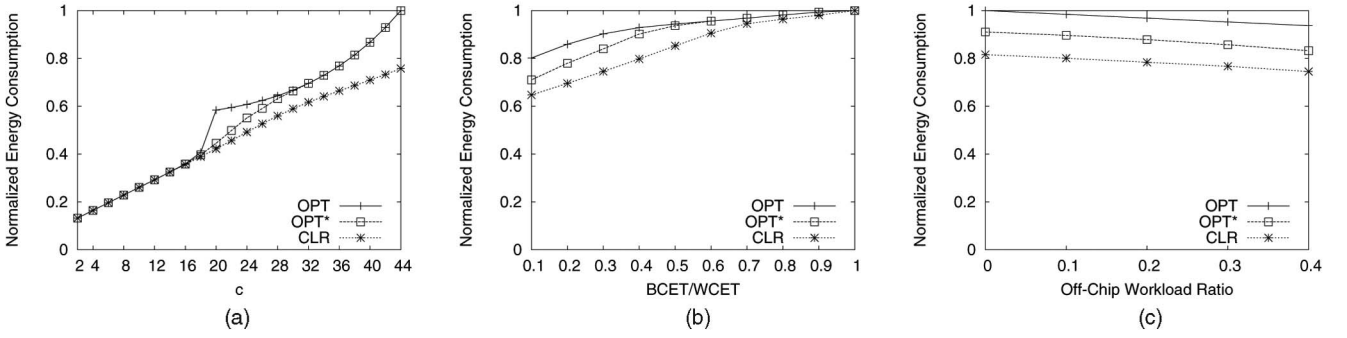 Normalized Energy Consumption
1
0.8
0.6
0.4
0.2
0
OPT
OPT*
CLR
2 4 8 12 16 20 24 28 32 36 40 44
c
(a)
Normalized Energy Consumption
1
0.8
0.6
0.4
0.2
0
OPT
OPT*
CLR
0.1 0.2 0.3 0.4 0.5 0.6 0.7 0.8 0.9 1
BCET/WCET
(b)
Normalized Energy Consumption
1
0.8
0.6
0.4
0.2
0
OPT
OPT*
CLR
0 0.1 0.2 0.3 0.4
Off-Chip Workload Ratio
(c)